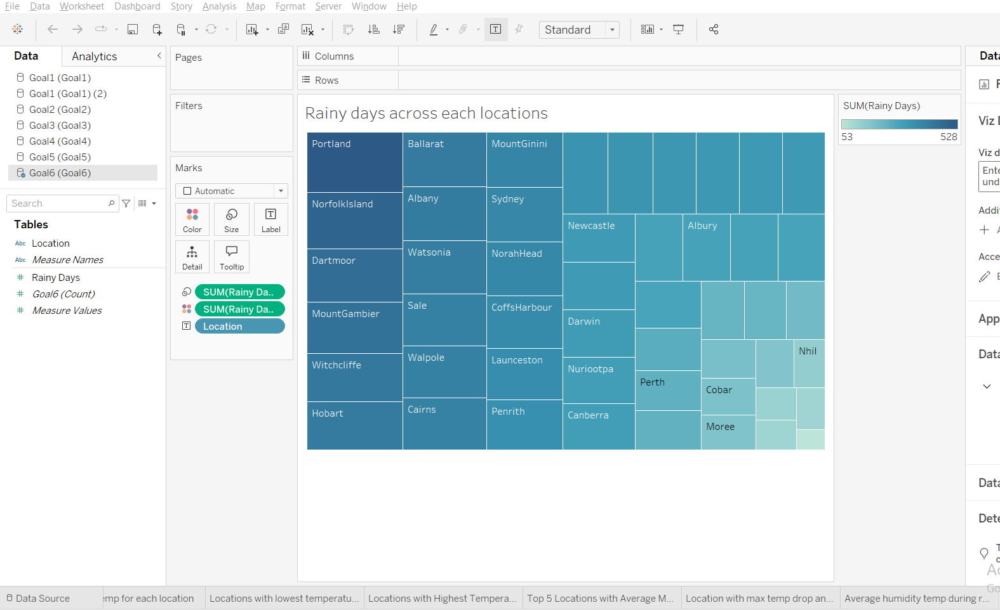 File Data Worksheet Dashboard Story Analysis Map Format Server Window Help
Standard
Data
Analytics
Goal1 (Goal1)
Goal1 (Goal1) (2)
Goal2 (Goal2)
Goal3 (Goal3)
Goal4 (Goal4)
Goal5 (Goal5)
Goal6 (Goal6)
Search
Tables
Abc Location
Abc Measure Names
Rainy Days
Goal6 (Count)
Measure Values
Pages
Filters
Marks
Automatic
Color
Size
Label
Detail
Tooltip
SUM(Rainy Da..
SUM(Rainy Da..
Location
Columns
Rows
Rainy days across each locations
Portland
NorfolkIsland
Dartmoor
MountGambier
Witchcliffe
Hobart
Ballarat
Albany
Watsonia
Sale
Walpole
Cairns
MountGinini
Sydney
NorahHead
CoffsHarbour
Launceston
Penrith
Newcastle
Darwin
Nuriootpa
Canberra
Albury
Perth
Cobar
Moree
Nhil
SUM(Rainy Days)
53 528
Data
Viz D
Viz d
Ente
und
Addi
Acce
App
Data
Data
Dete
Data Source
emp for each location
Locations with lowest temperatu...
Locations with Highest Tempera...
Top 5 Locations with Average M...
Location with max temp drop an...
Average humidity temp during r...